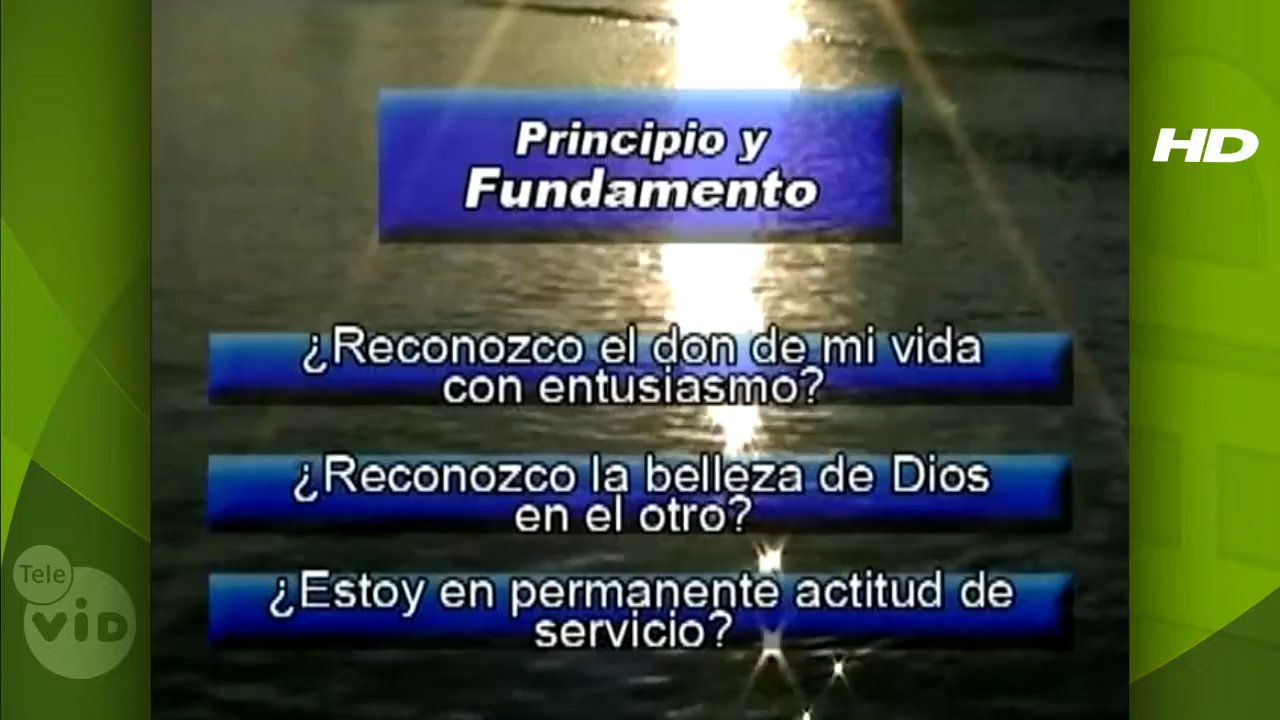 Principio y
Fundamento
HD
¿Reconozco el don de mi vida
con entusiasmo?
¿Reconozco la belleza de Dios
en el otro?
¿Estoy en permanente actitud de
servicio?
Tele
ViD